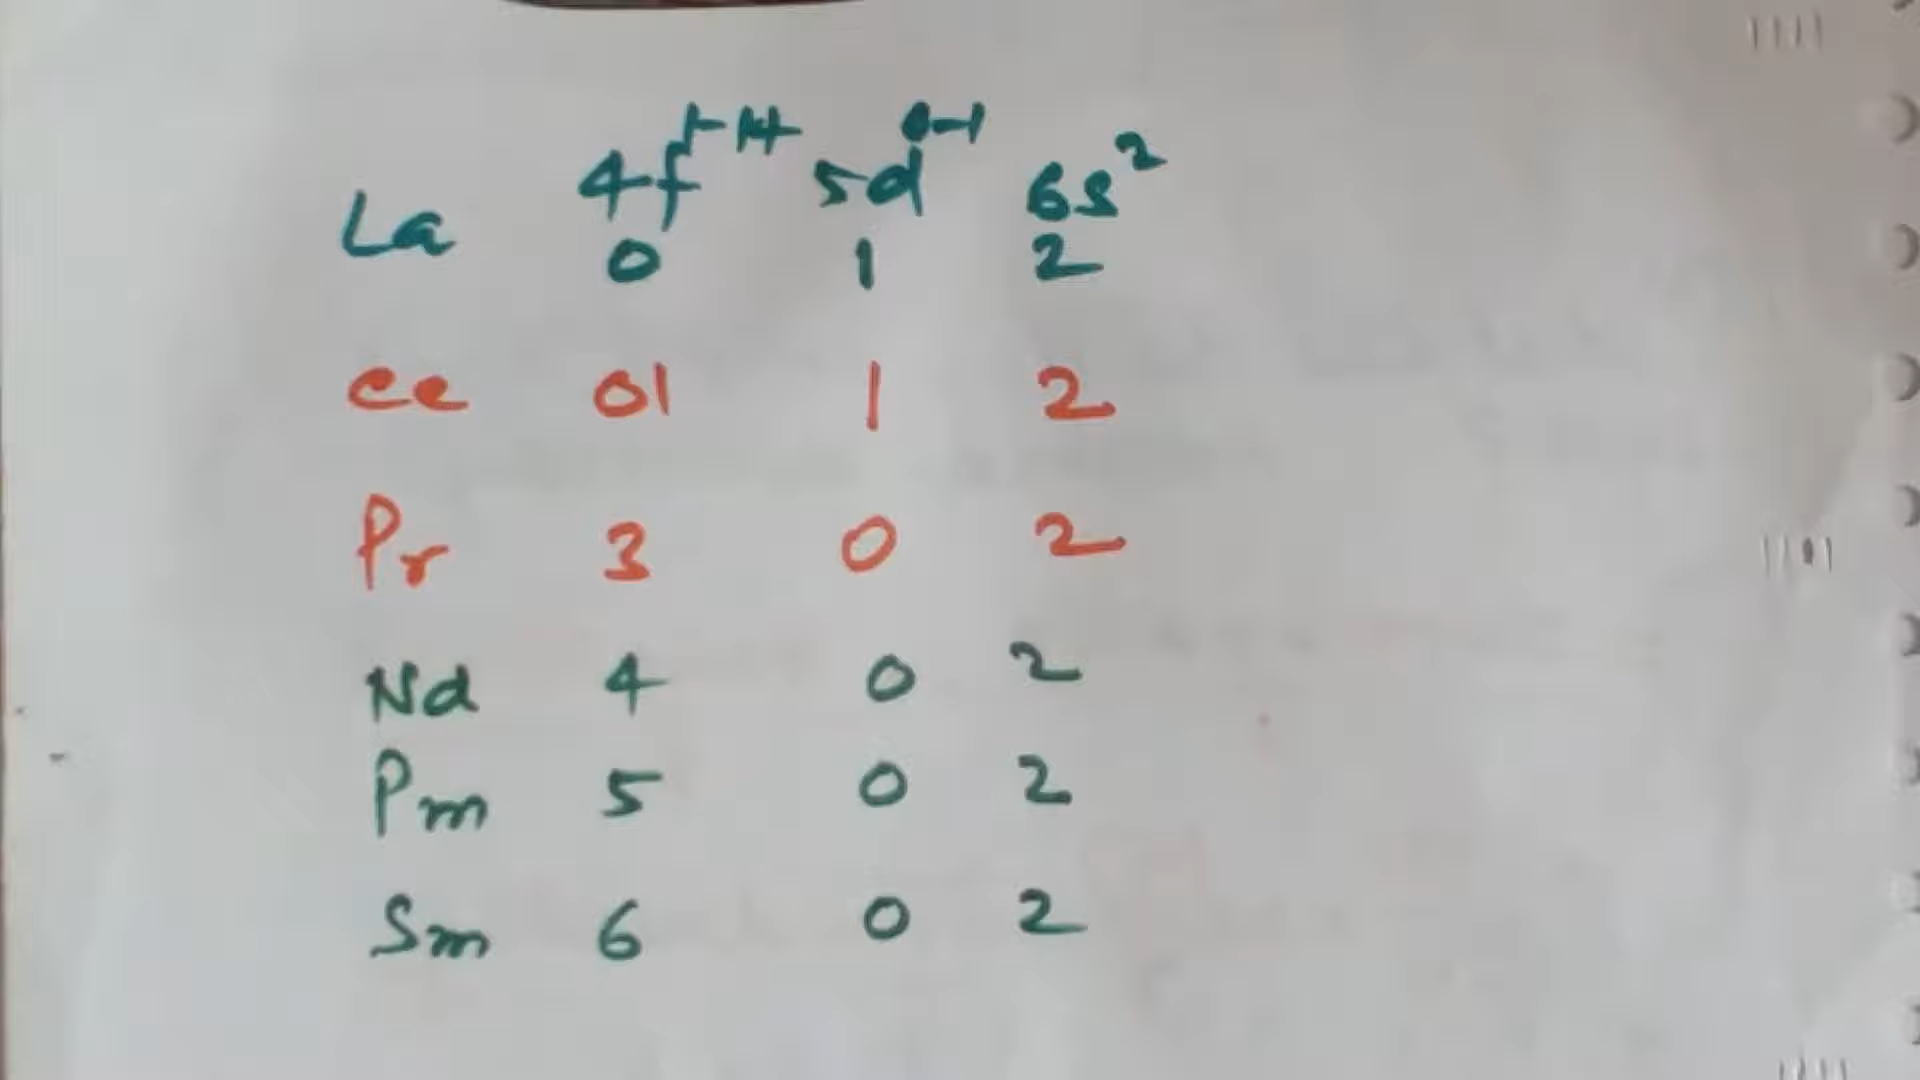 4f¹⁻¹⁴ 5d⁰⁻¹ 6s²
La 0 1 2
Ce 01 1 2
Pr 3 0 2
Nd 4 0 2
Pm 5 0 2
Sm 6 0 2